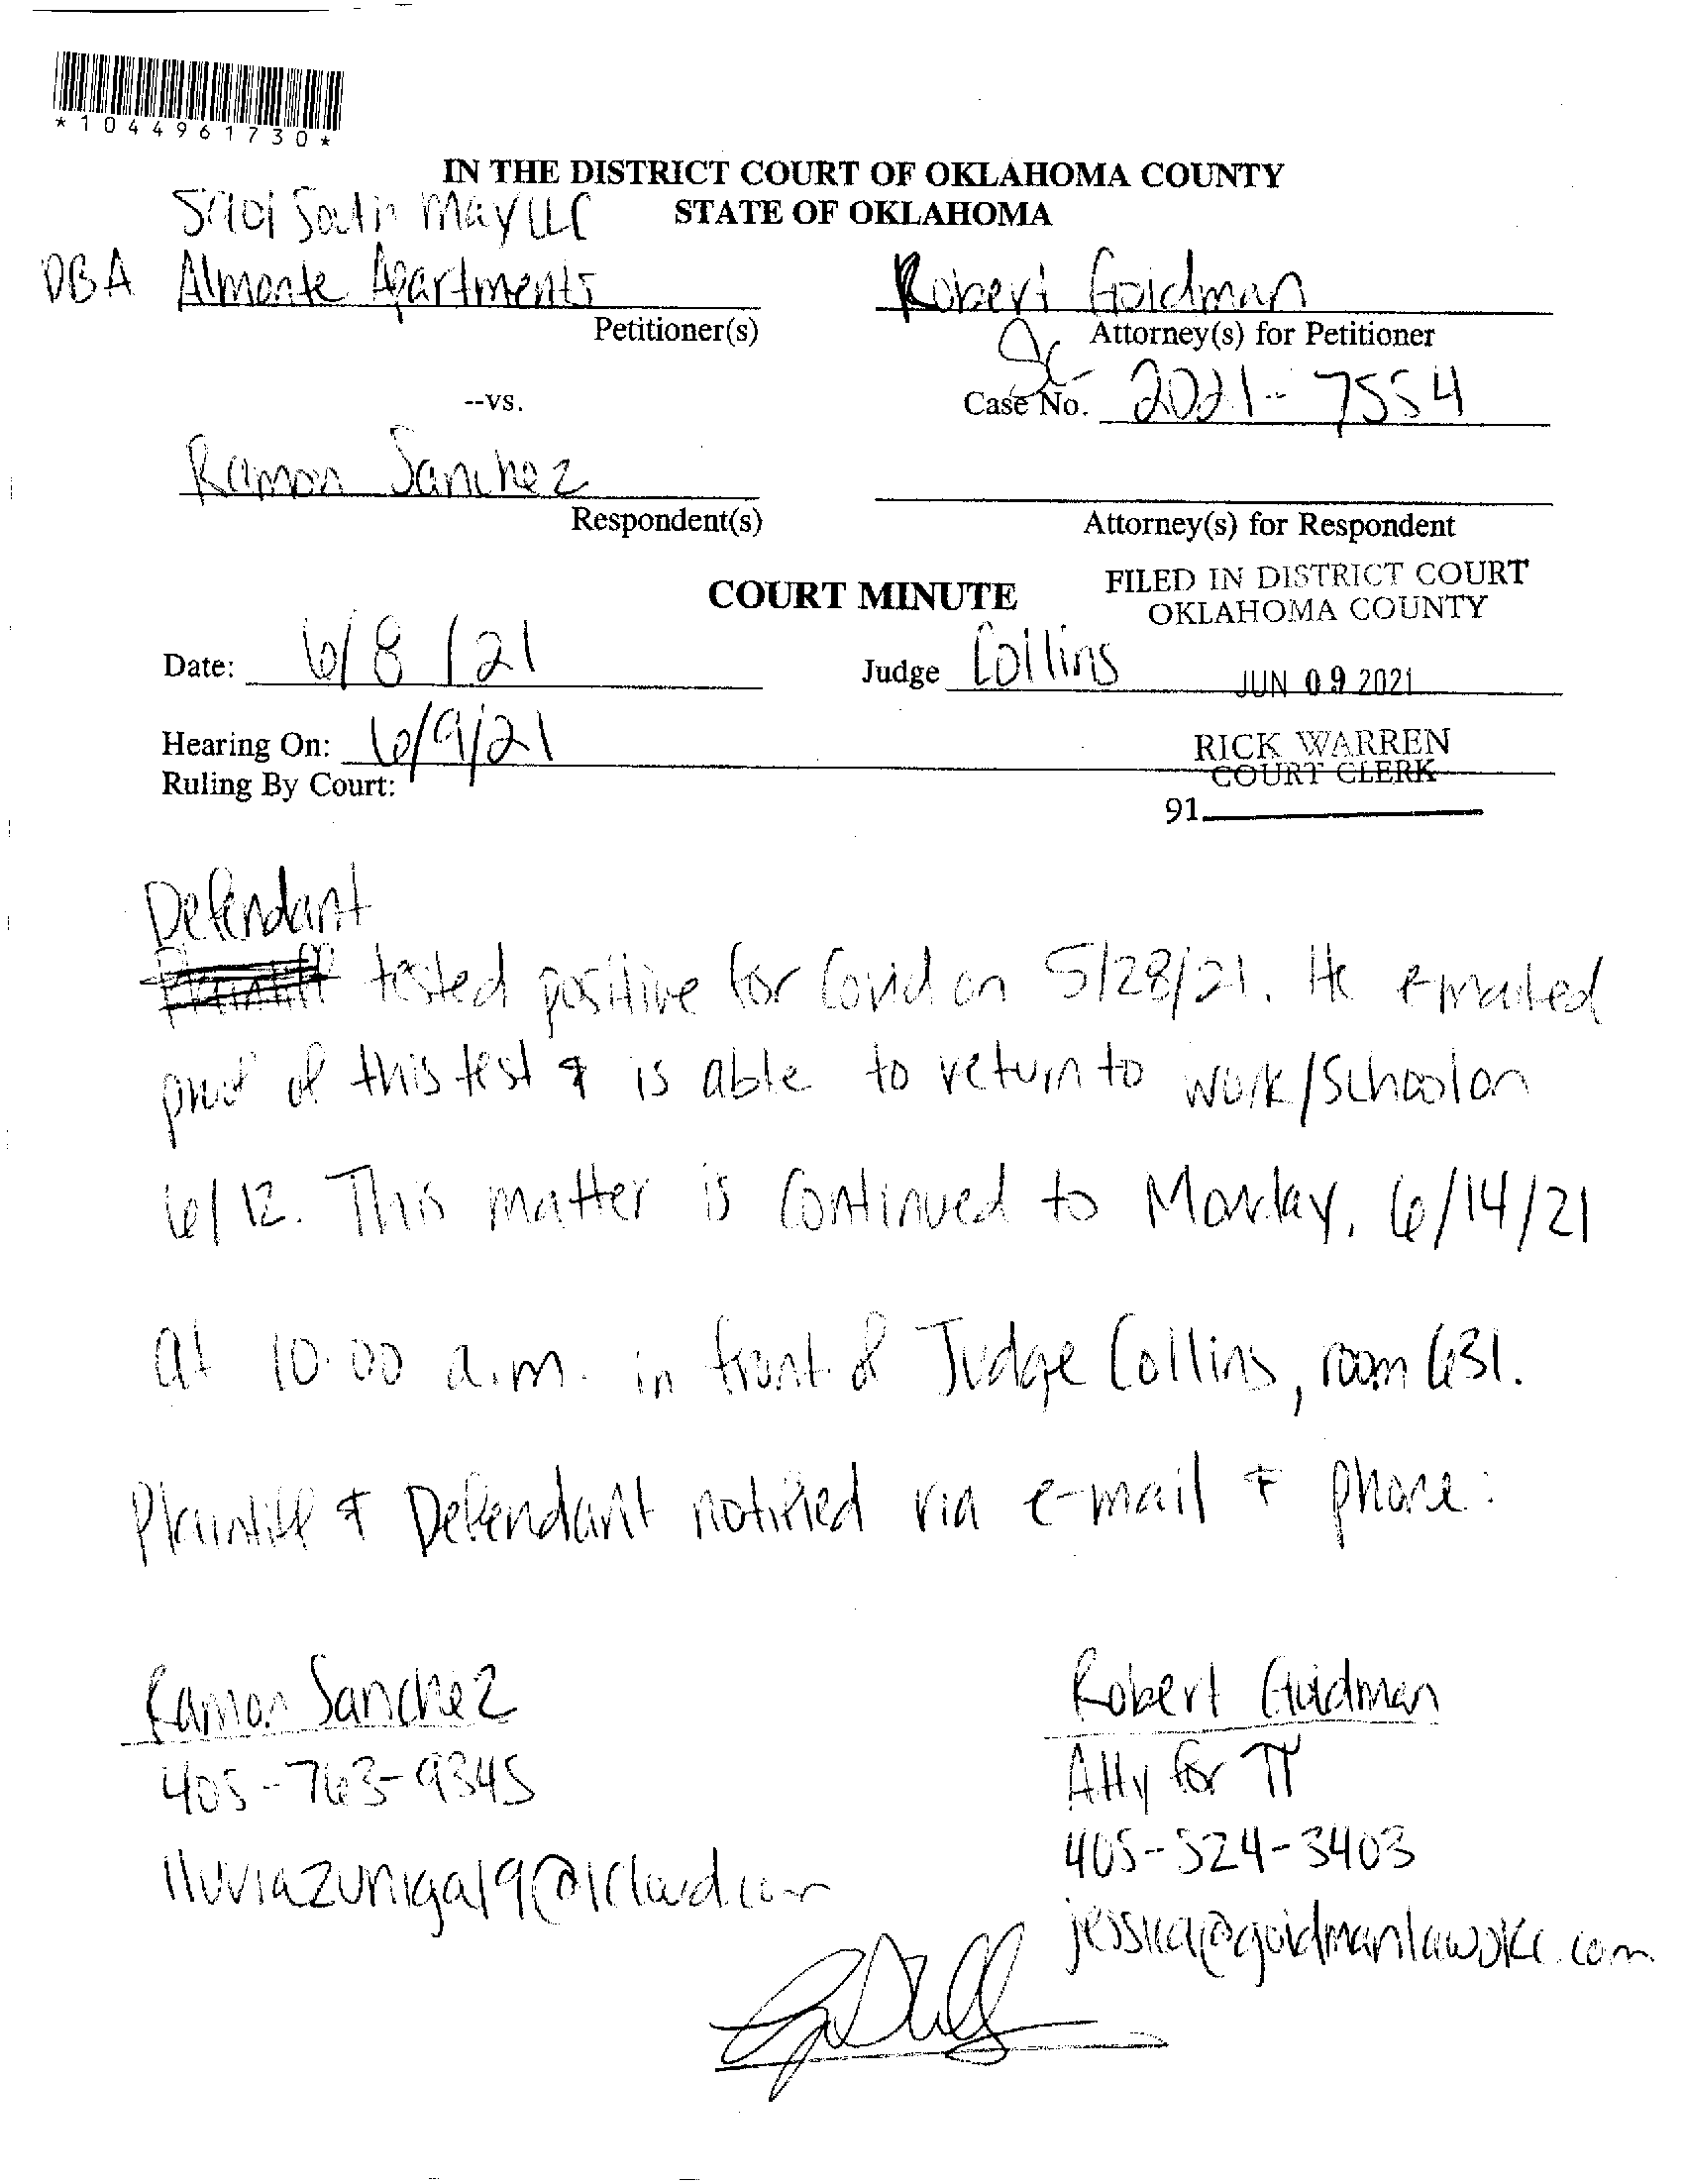 *1044961730*
IN THE DISTRICT COURT OF OKLAHOMA COUNTY
STATE OF OKLAHOMA
5901 South May LLC
DBA Almonte Apartments
Petitioner(s)
Robert Goldman
Attorney(s) for Petitioner
--vs.
SC-
Case No. 2021-7554
Ramon Sanchez
Respondent(s)
Attorney(s) for Respondent
COURT MINUTE
FILED IN DISTRICT COURT
OKLAHOMA COUNTY
Date: 6/8/21
Judge Collins
JUN 09 2021
Hearing On: 6/9/21
RICK WARREN
COURT CLERK
Ruling By Court:
91
Defendant
Plaintiff tested positive for Covid on 5/28/21. He emailed
proof of this test & is able to return to work/school on
6/12. This matter is continued to Monday, 6/14/21
at 10:00 a.m. in front of Judge Collins, room 631.
Plaintiff & Defendant notified via e-mail & phone:
Ramon Sanchez
405-763-9345
lluviazuniga19@icloud.com
Robert Goldman
Atty for π
405-524-3403
jessica@goldmanlawokc.com